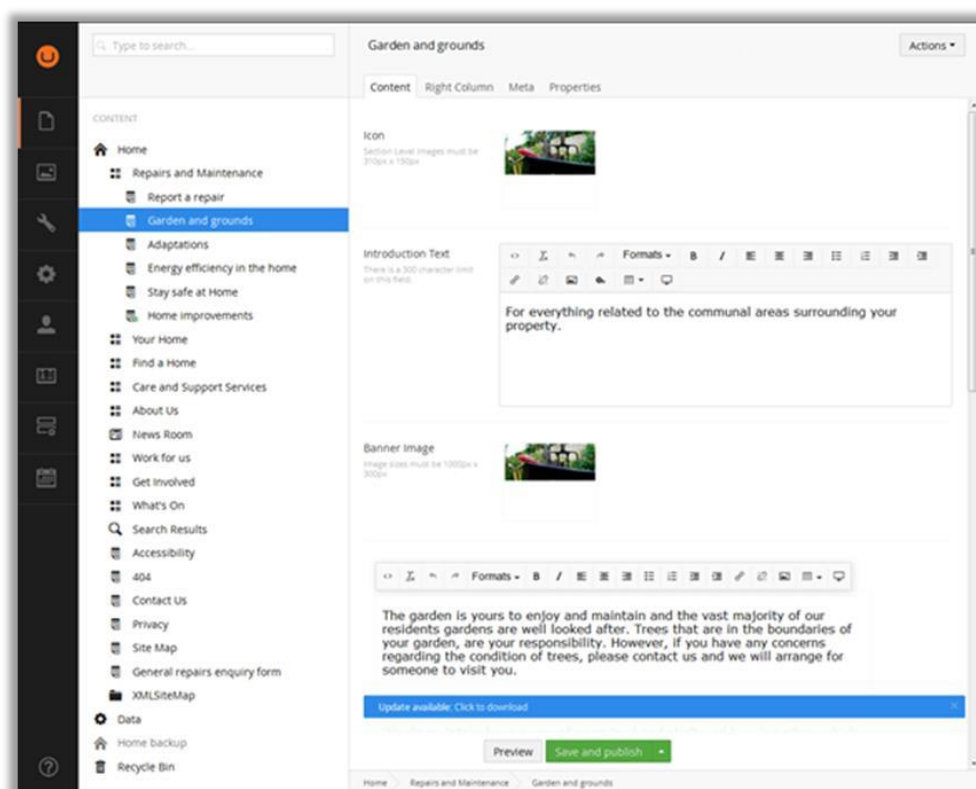 Type to search...
CONTENT
Home
Repairs and Maintenance
Report a repair
Garden and grounds
Adaptations
Energy efficiency in the home
Stay safe at Home
Home improvements
Your Home
Find a Home
Care and Support Services
About Us
News Room
Work for us
Get Involved
What's On
Search Results
Accessibility
404
Contact Us
Privacy
Site Map
General repairs enquiry form
XMLSiteMap
Data
Home backup
Recycle Bin
Garden and grounds
Actions
Content Right Column Meta Properties
Icon
Section Level Images must be
310px x 190px
Introduction Text
There is a 300 character limit
on this field.
Formats B I
For everything related to the communal areas surrounding your
property.
Banner Image
Image sizes must be 1000px x
300px
Formats B I
The garden is yours to enjoy and maintain and the vast majority of our
residents gardens are well looked after. Trees that are in the boundaries of
your garden, are your responsibility. However, if you have any concerns
regarding the condition of trees, please contact us and we will arrange for
someone to visit you.
Update available: Click to download
Preview Save and publish
Home Repairs and Maintenance Garden and grounds